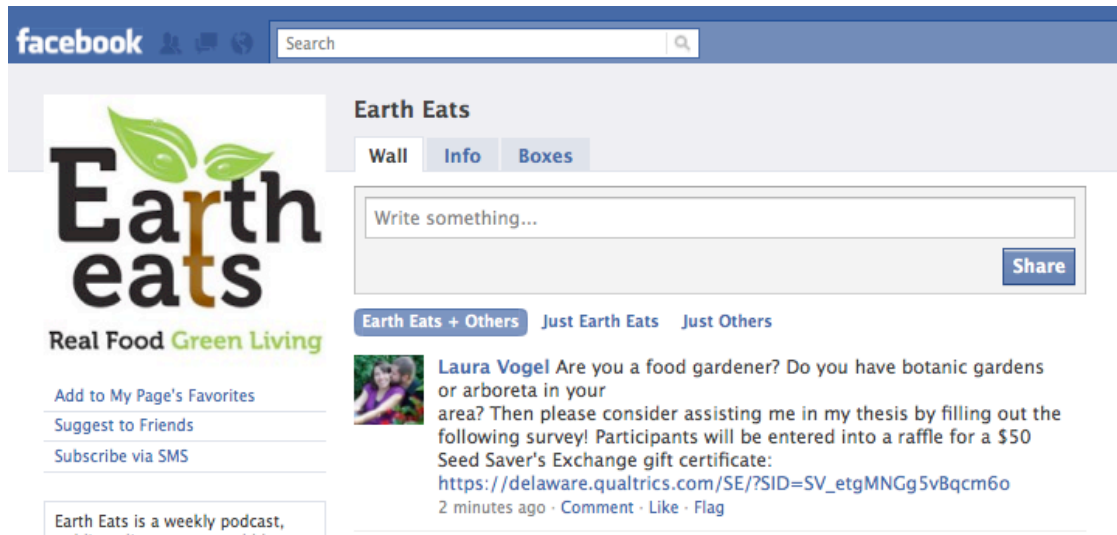 facebook
Search
Earth Eats
Wall Info Boxes
Write something...
Share
Earth
eats
Real Food Green Living
Add to My Page's Favorites
Suggest to Friends
Subscribe via SMS
Earth Eats is a weekly podcast,
Earth Eats + Others Just Earth Eats Just Others
Laura Vogel Are you a food gardener? Do you have botanic gardens
or arboreta in your
area? Then please consider assisting me in my thesis by filling out the
following survey! Participants will be entered into a raffle for a $50
Seed Saver's Exchange gift certificate:
https://delaware.qualtrics.com/SE/?SID=SV_etgMNGg5vBqcm6o
2 minutes ago · Comment · Like · Flag